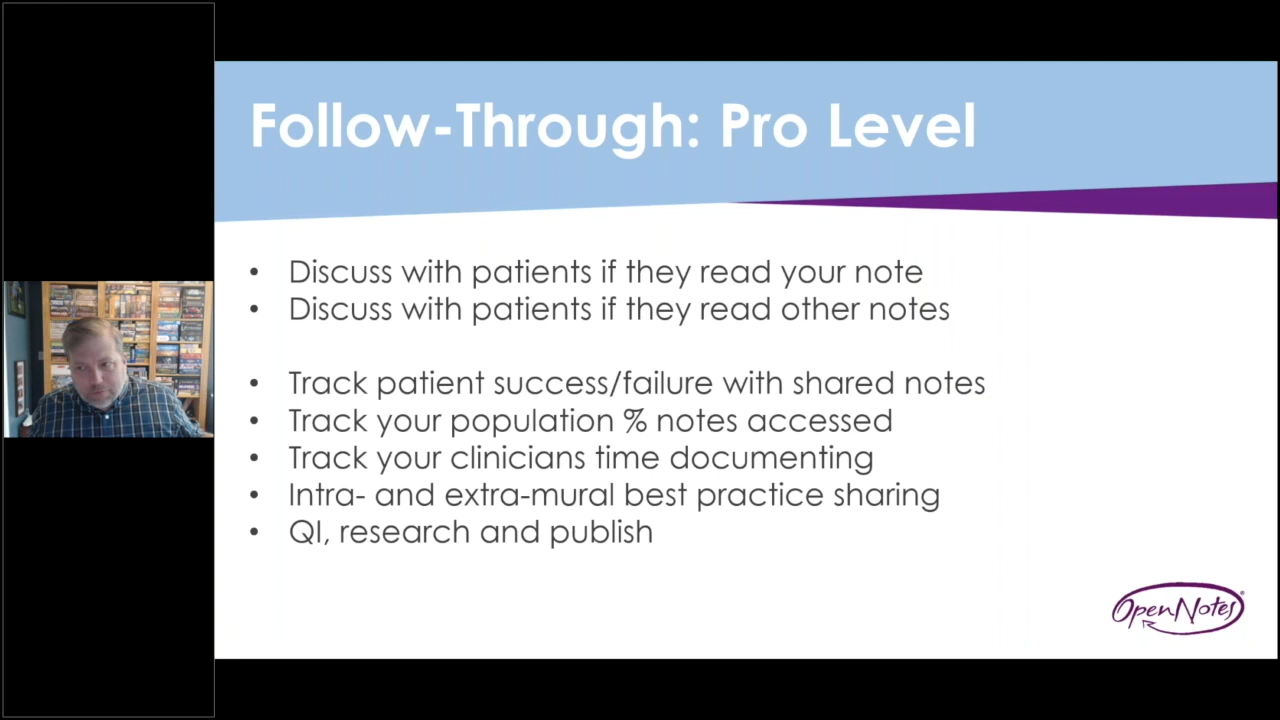 Follow-Through: Pro Level
• Discuss with patients if they read your note
• Discuss with patients if they read other notes
• Track patient success/failure with shared notes
• Track your population % notes accessed
• Track your clinicians time documenting
• Intra- and extra-mural best practice sharing
• QI, research and publish
OpenNotes